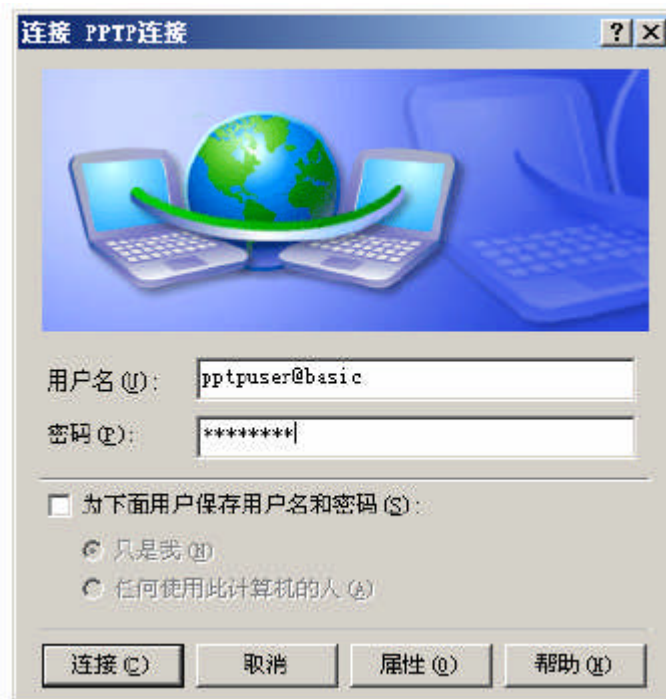 连接 PPTP连接
用户名(U):
pptpuser@basic
密码(P):
********
为下面用户保存用户名和密码(S):
只是我(N)
任何使用此计算机的人(A)
连接(C) 取消 属性(O) 帮助(H)